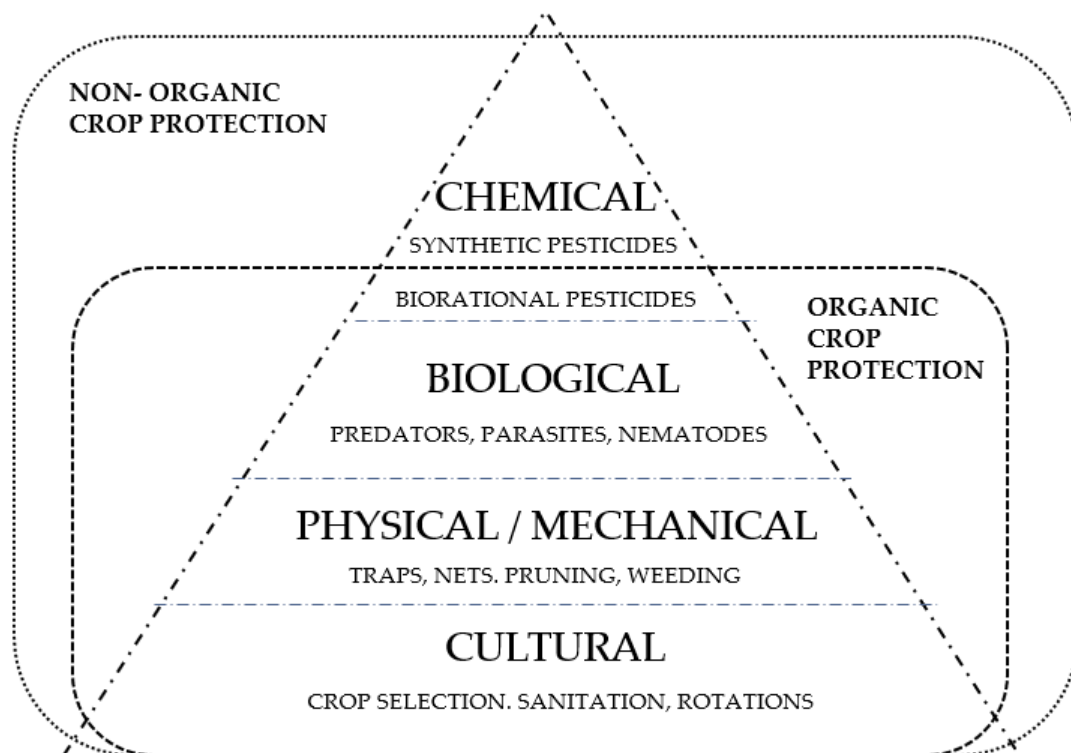 NON- ORGANIC
CROP PROTECTION
CHEMICAL
SYNTHETIC PESTICIDES
BIORATIONAL PESTICIDES
ORGANIC
CROP
PROTECTION
BIOLOGICAL
PREDATORS, PARASITES, NEMATODES
PHYSICAL / MECHANICAL
TRAPS, NETS. PRUNING, WEEDING
CULTURAL
CROP SELECTION. SANITATION, ROTATIONS